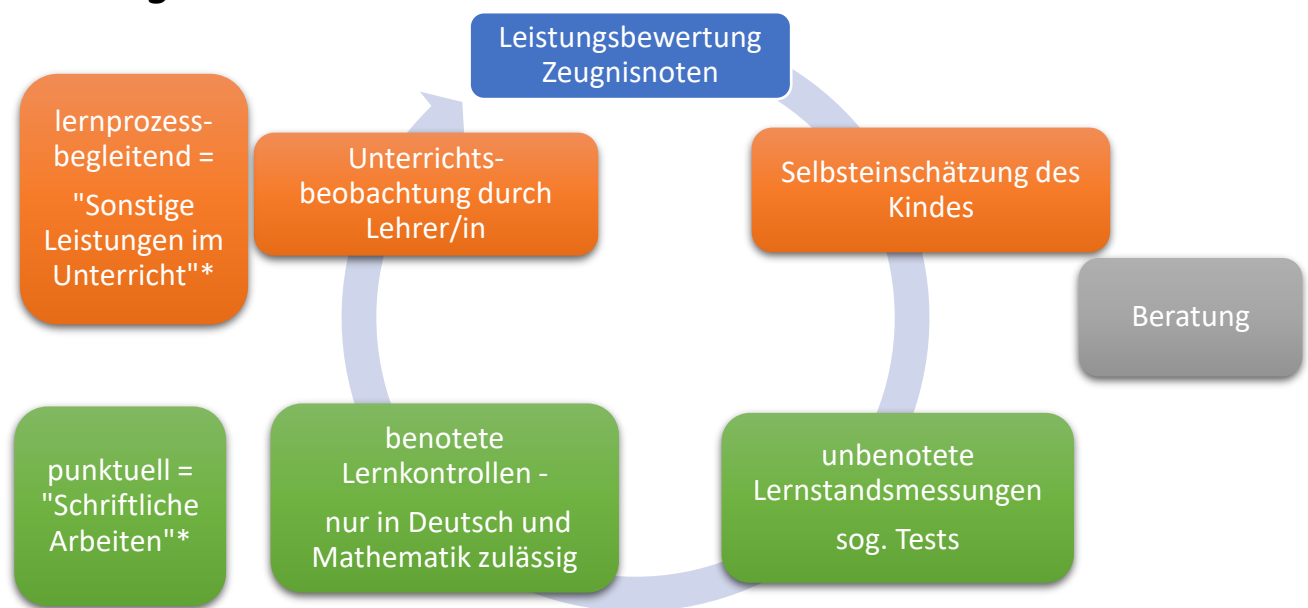 Leistungsbewertung
Zeugnisnoten
lernprozess-
begleitend =
"Sonstige
Leistungen im
Unterricht"*
Unterrichts-
beobachtung durch
Lehrer/in
Selbsteinschätzung des
Kindes
Beratung
punktuell =
"Schriftliche
Arbeiten"*
benotete
Lernkontrollen -
nur in Deutsch und
Mathematik zulässig
unbenotete
Lernstandsmessungen
sog. Tests